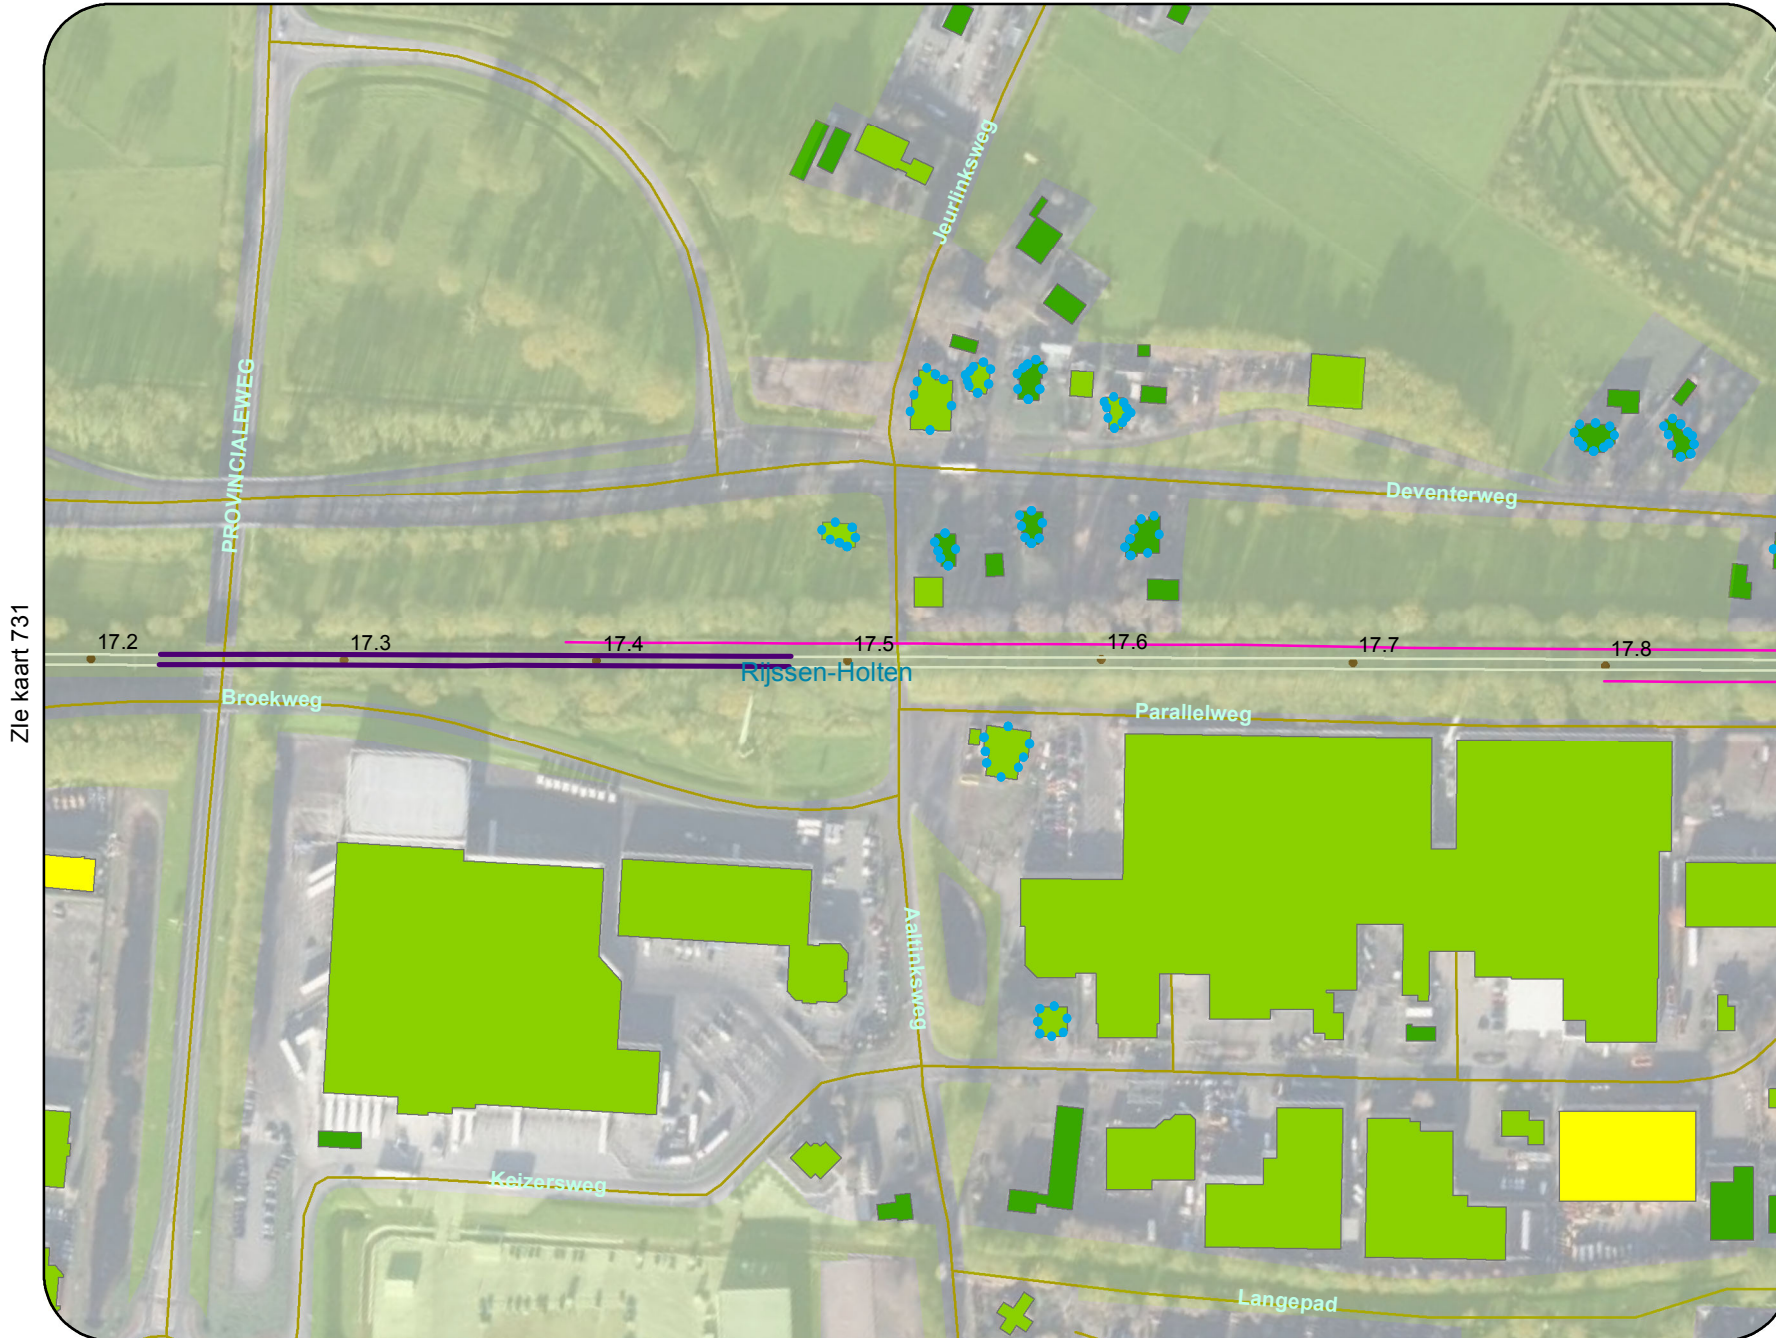 Jeurlinksweg
PROVINCIALEWEG
Deventerweg
ZIe kaart 731
17.2
17.3
17.4
17.5
17.6
17.7
17.8
Rijssen-Holten
Broekweg
Parallelweg
Aaltinksweg
Keizersweg
Langepad